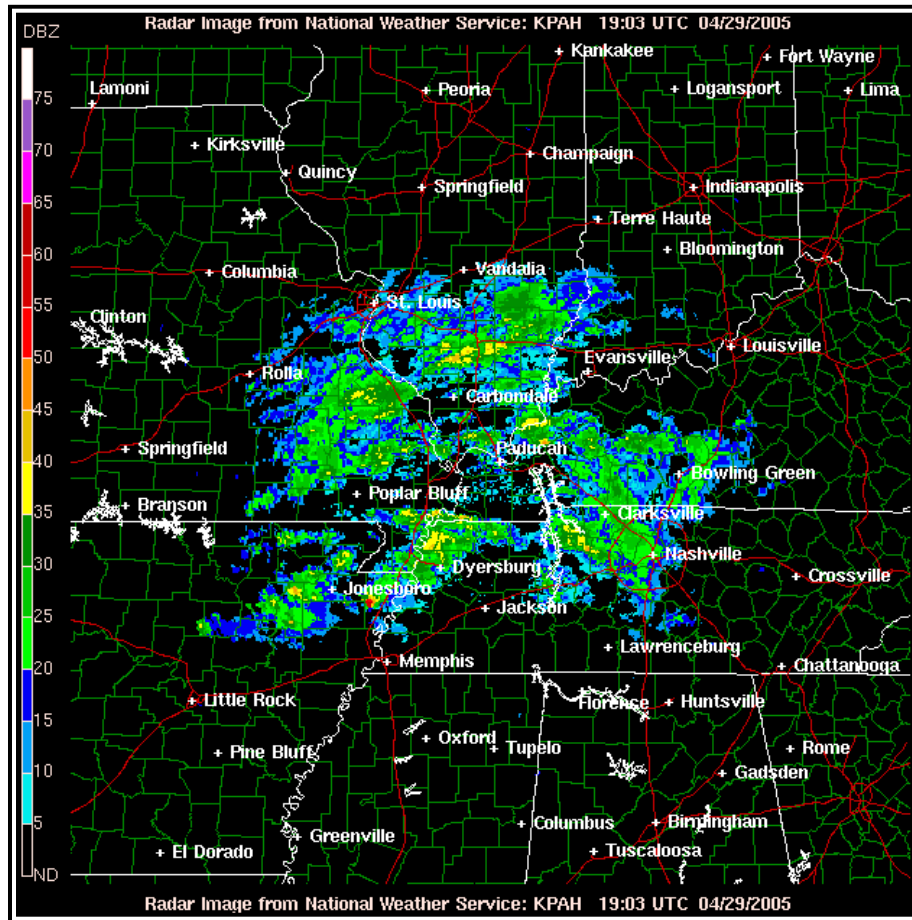 Radar Image from National Weather Service: KPAH 19:03 UTC 04/29/2005
DBZ
75
70
65
60
55
50
45
40
35
30
25
20
15
10
5
ND
Kankakee
Fort Wayne
Lamoni
Peoria
Logansport
Lima
Kirksville
Champaign
Quincy
Springfield
Indianapolis
Terre Haute
Bloomington
Columbia
Vandalia
St. Louis
Clinton
Louisville
Evansville
Rolla
Carbondale
Springfield
Paducah
Bowling Green
Poplar Bluff
Branson
Clarksville
Nashville
Dyersburg
Crossville
Jonesboro
Jackson
Lawrenceburg
Memphis
Chattanooga
Little Rock
Florence
Huntsville
Oxford
Tupelo
Rome
Pine Bluff
Gadsden
Columbus
Birmingham
Greenville
El Dorado
Tuscaloosa
Radar Image from National Weather Service: KPAH 19:03 UTC 04/29/2005